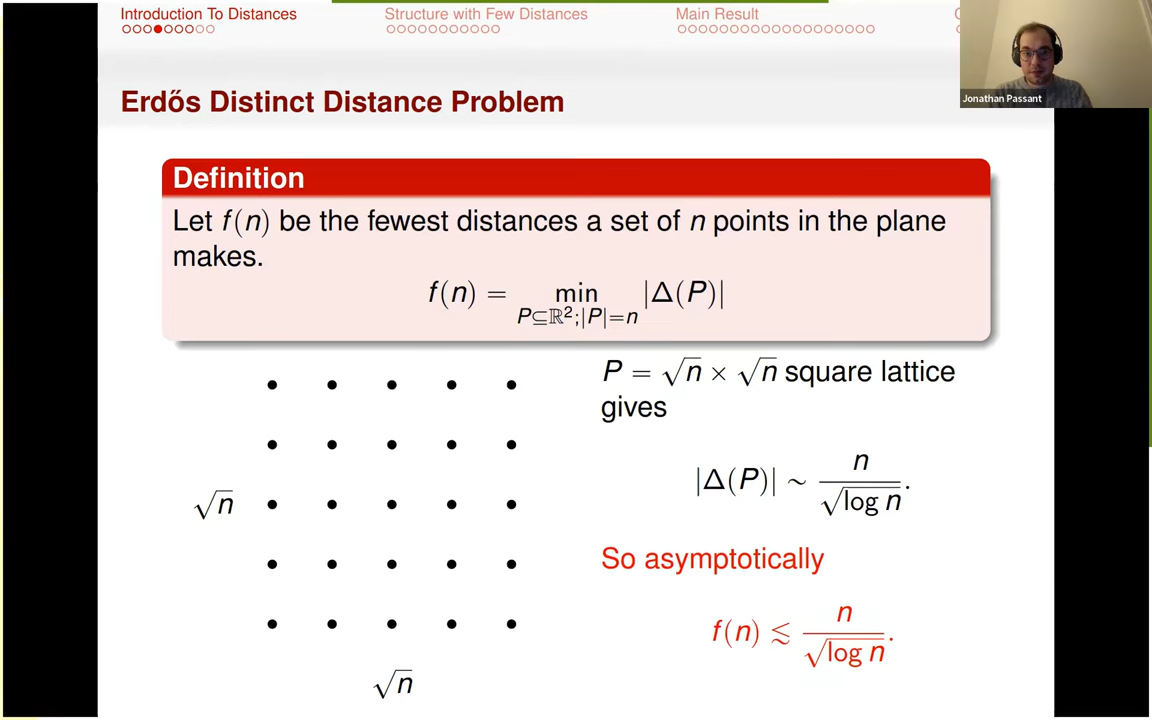 Introduction To Distances
Structure with Few Distances
Main Result
Jonathan Passant
Erdős Distinct Distance Problem
Definition
Let f(n) be the fewest distances a set of n points in the plane
makes.
f(n) = min |Δ(P)|
P⊆ℝ²;|P|=n
P = √n × √n square lattice
gives
|Δ(P)| ∼ n/√log n.
So asymptotically
f(n) ≲ n/√log n.
√n
√n